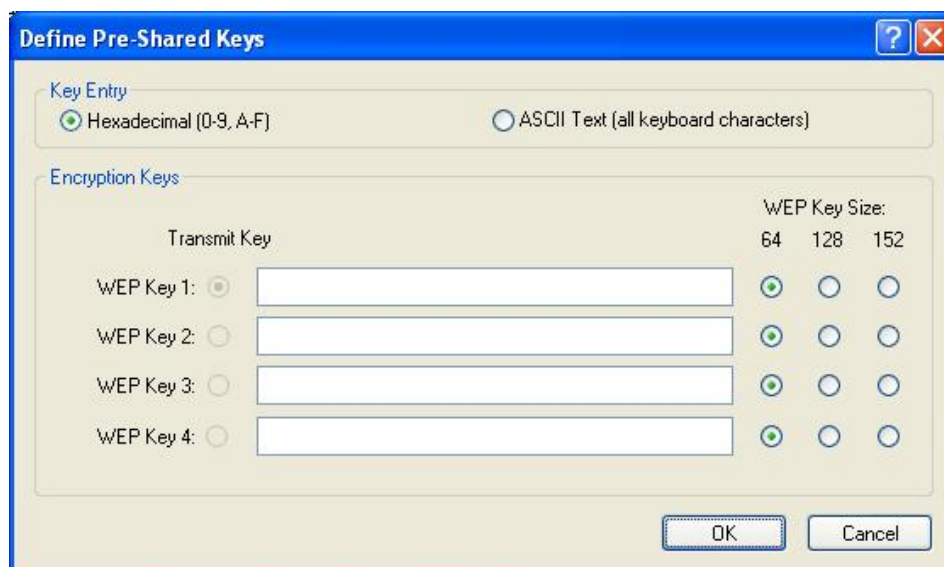 Define Pre-Shared Keys
Key Entry
Hexadecimal (0-9, A-F) ASCII Text (all keyboard characters)
Encryption Keys
WEP Key Size:
Transmit Key 64 128 152
WEP Key 1:
WEP Key 2:
WEP Key 3:
WEP Key 4:
OK Cancel